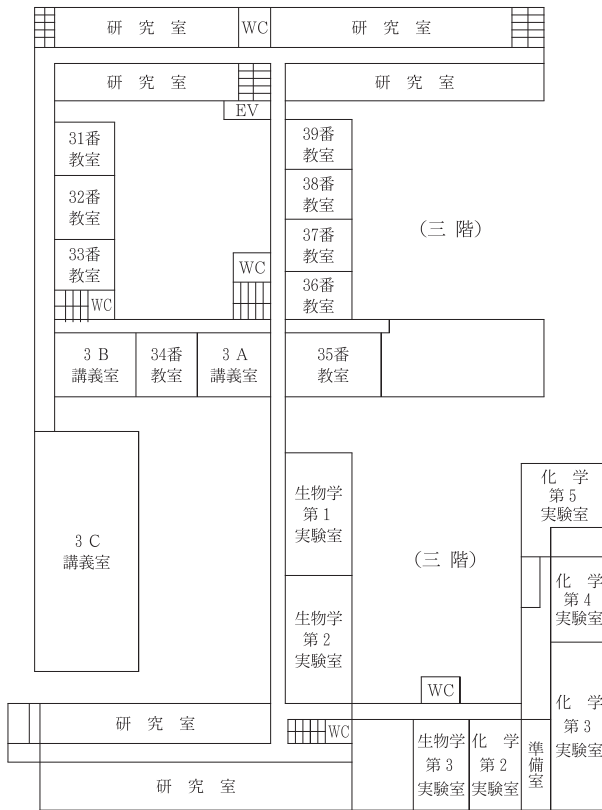 研 究 室
WC
研 究 室
研 究 室
研 究 室
EV
31番
教室
39番
教室
32番
教室
38番
教室
(三 階)
37番
教室
33番
教室
WC
36番
教室
WC
3 B
講義室
34番
教室
3 A
講義室
35番
教室
生物学
第1
実験室
化 学
第5
実験室
3 C
講義室
(三 階)
化 学
第4
実験室
生物学
第2
実験室
WC
化 学
第3
実験室
研 究 室
WC
生物学
第3
実験室
化 学
第2
実験室
準
備
室
研 究 室